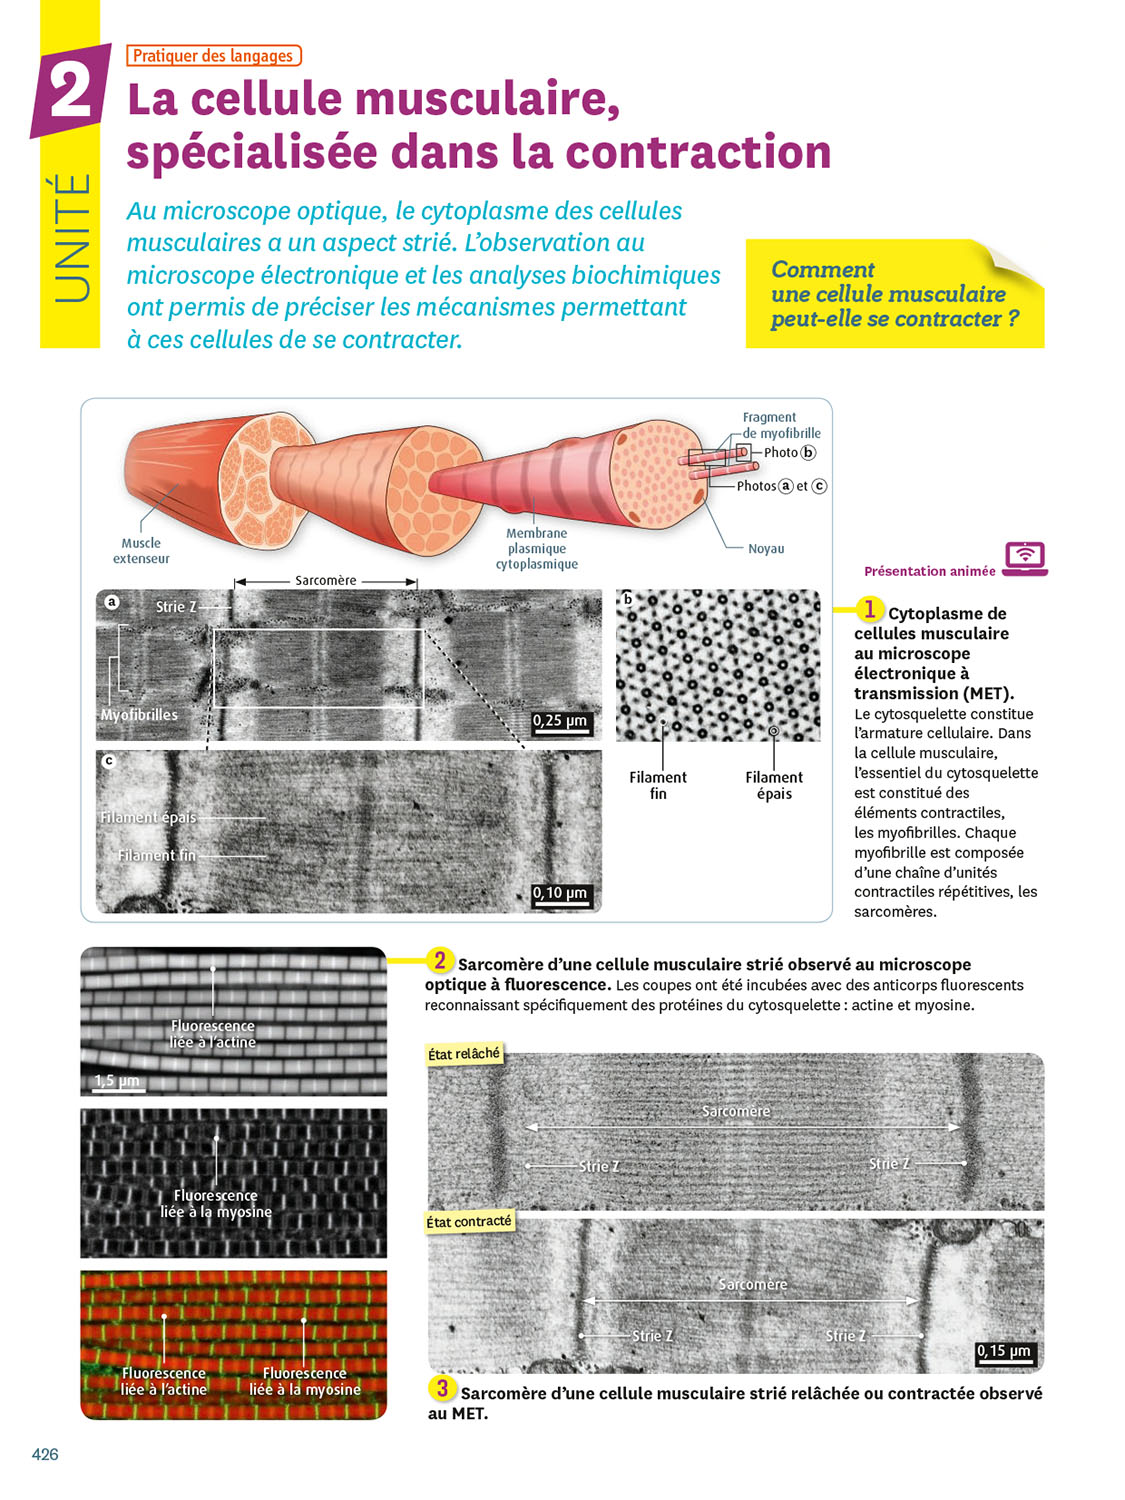 Pratiquer des langages
2
UNITÉ
La cellule musculaire,
spécialisée dans la contraction
Au microscope optique, le cytoplasme des cellules
musculaires a un aspect strié. L'observation au
microscope électronique et les analyses biochimiques
ont permis de préciser les mécanismes permettant
à ces cellules de se contracter.
Comment
une cellule musculaire
peut-elle se contracter ?
Fragment
de myofibrille
Photo b
Photos a et c
Muscle
extenseur
Membrane
plasmique
cytoplasmique
Noyau
Sarcomère
a
Strie Z
Myofibrilles
0,25 µm
b
Filament
fin
Filament
épais
c
Filament épais
Filament fin
0,10 µm
Présentation animée
1 Cytoplasme de
cellules musculaire
au microscope
électronique à
transmission (MET).
Le cytosquelette constitue
l'armature cellulaire. Dans
la cellule musculaire,
l'essentiel du cytosquelette
est constitué des
éléments contractiles,
les myofibrilles. Chaque
myofibrille est composée
d'une chaîne d'unités
contractiles répétitives, les
sarcomères.
Fluorescence
liée à l'actine
1,5 µm
Fluorescence
liée à la myosine
Fluorescence
liée à l'actine
Fluorescence
liée à la myosine
2 Sarcomère d'une cellule musculaire strié observé au microscope
optique à fluorescence. Les coupes ont été incubées avec des anticorps fluorescents
reconnaissant spécifiquement des protéines du cytosquelette : actine et myosine.
État relâché
Sarcomère
Strie Z
Strie Z
État contracté
Sarcomère
Strie Z
Strie Z
0,15 µm
3 Sarcomère d'une cellule musculaire strié relâchée ou contractée observé
au MET.
426